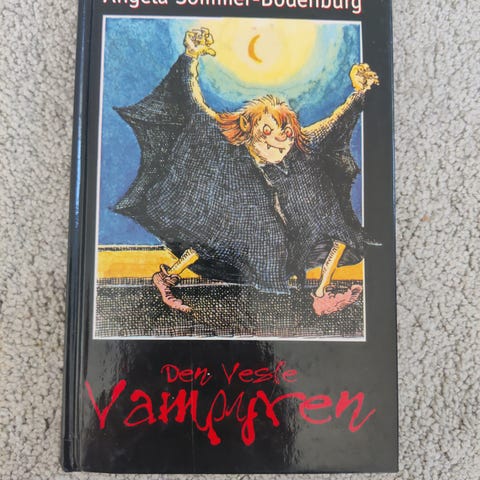 Angela Sommer-Bodenburg
Den Vesle
Vampyren